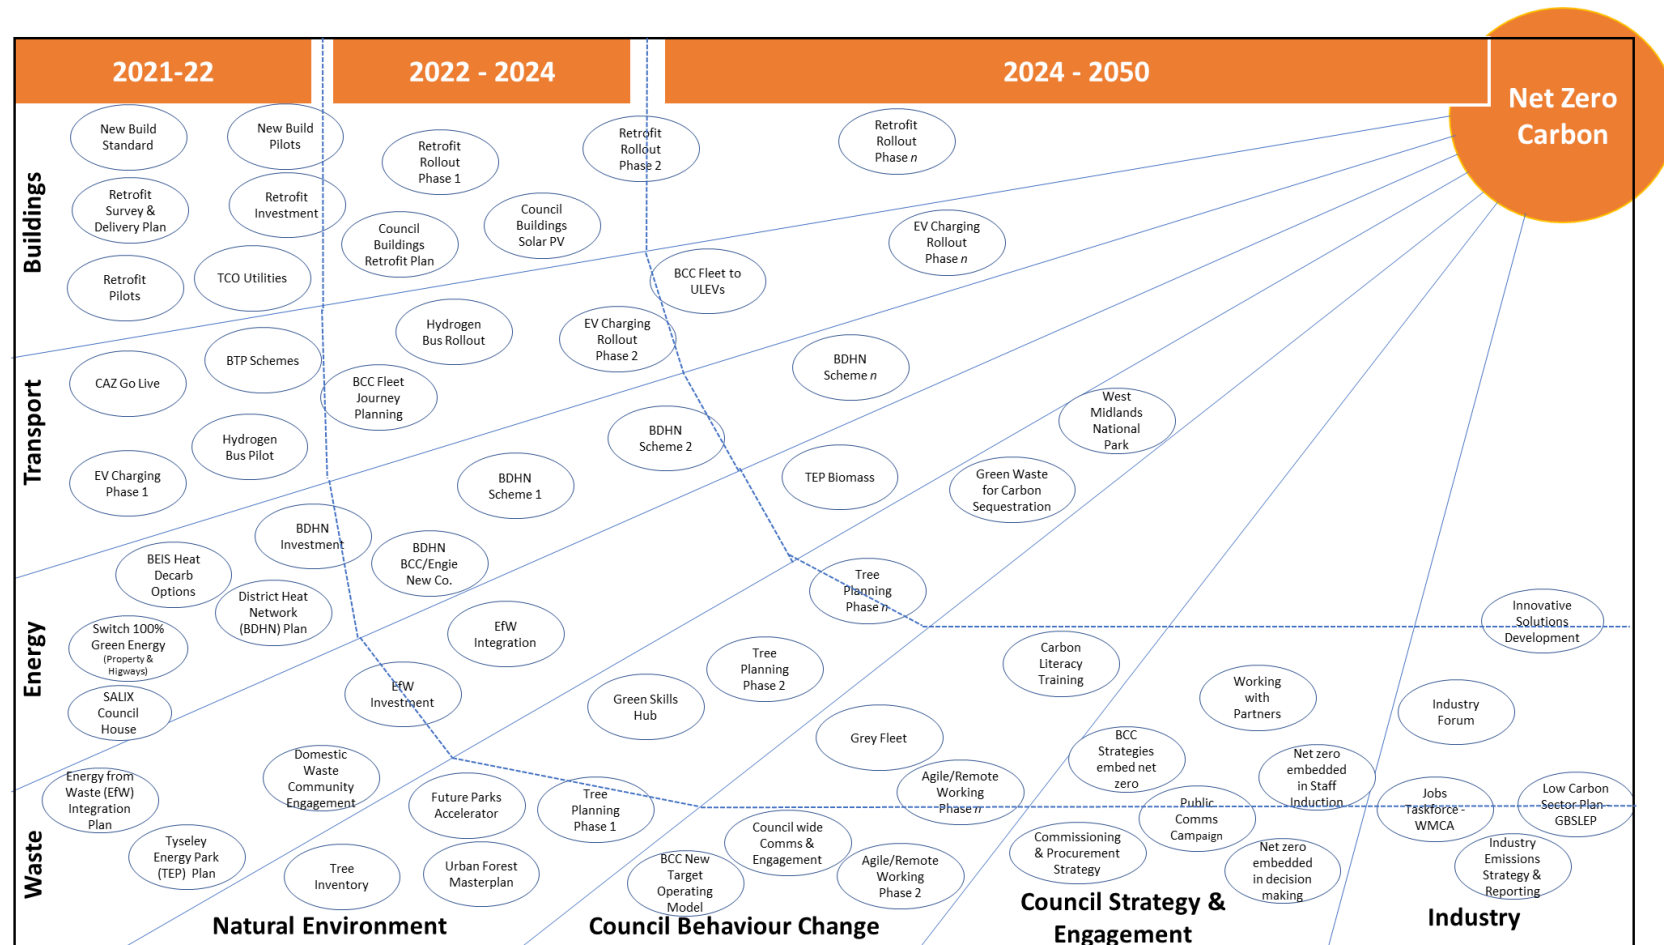 2021-22
2022 - 2024
2024 - 2050
Net Zero
Carbon
Buildings
New Build
Standard
New Build
Pilots
Retrofit
Rollout
Phase 1
Retrofit
Rollout
Phase 2
Retrofit
Rollout
Phase n
Retrofit
Survey &
Delivery Plan
Retrofit
Investment
Council
Buildings
Retrofit Plan
Council
Buildings
Solar PV
Retrofit
Pilots
TCO Utilities
EV Charging
Rollout
Phase n
BCC Fleet to
ULEVs
Transport
CAZ Go Live
BTP Schemes
Hydrogen
Bus Rollout
EV Charging
Rollout
Phase 2
BCC Fleet
Journey
Planning
Hydrogen
Bus Pilot
EV Charging
Phase 1
BDHN
Scheme n
BDHN
Scheme 2
BDHN
Scheme 1
TEP Biomass
West
Midlands
National
Park
Green Waste
for Carbon
Sequestration
Energy
BDHN
Investment
BDHN
BCC/Engie
New Co.
BEIS Heat
Decarb
Options
District Heat
Network
(BDHN) Plan
Switch 100%
Green Energy
(Property &
Higways)
SALIX
Council
House
EfW
Integration
EfW
Investment
Tree
Planning
Phase n
Tree
Planning
Phase 2
Green Skills
Hub
Carbon
Literacy
Training
Innovative
Solutions
Development
Working
with
Partners
Industry
Forum
Grey Fleet
BCC
Strategies
embed net
zero
Net zero
embedded
in Staff
Induction
Waste
Energy from
Waste (EfW)
Integration
Plan
Domestic
Waste
Community
Engagement
Tyseley
Energy Park
(TEP)  Plan
Future Parks
Accelerator
Tree
Planning
Phase 1
Agile/Remote
Working
Phase n
Public
Comms
Campaign
Jobs
Taskforce -
WMCA
Low Carbon
Sector Plan-
GBSLEP
Tree
Inventory
Urban Forest
Masterplan
BCC New
Target
Operating
Model
Council wide
Comms &
Engagement
Agile/Remote
Working
Phase 2
Commissioning
& Procurement
Strategy
Net zero
embedded
in decision
making
Industry
Emissions
Strategy &
Reporting
Natural Environment
Council Behaviour Change
Council Strategy &
Engagement
Industry